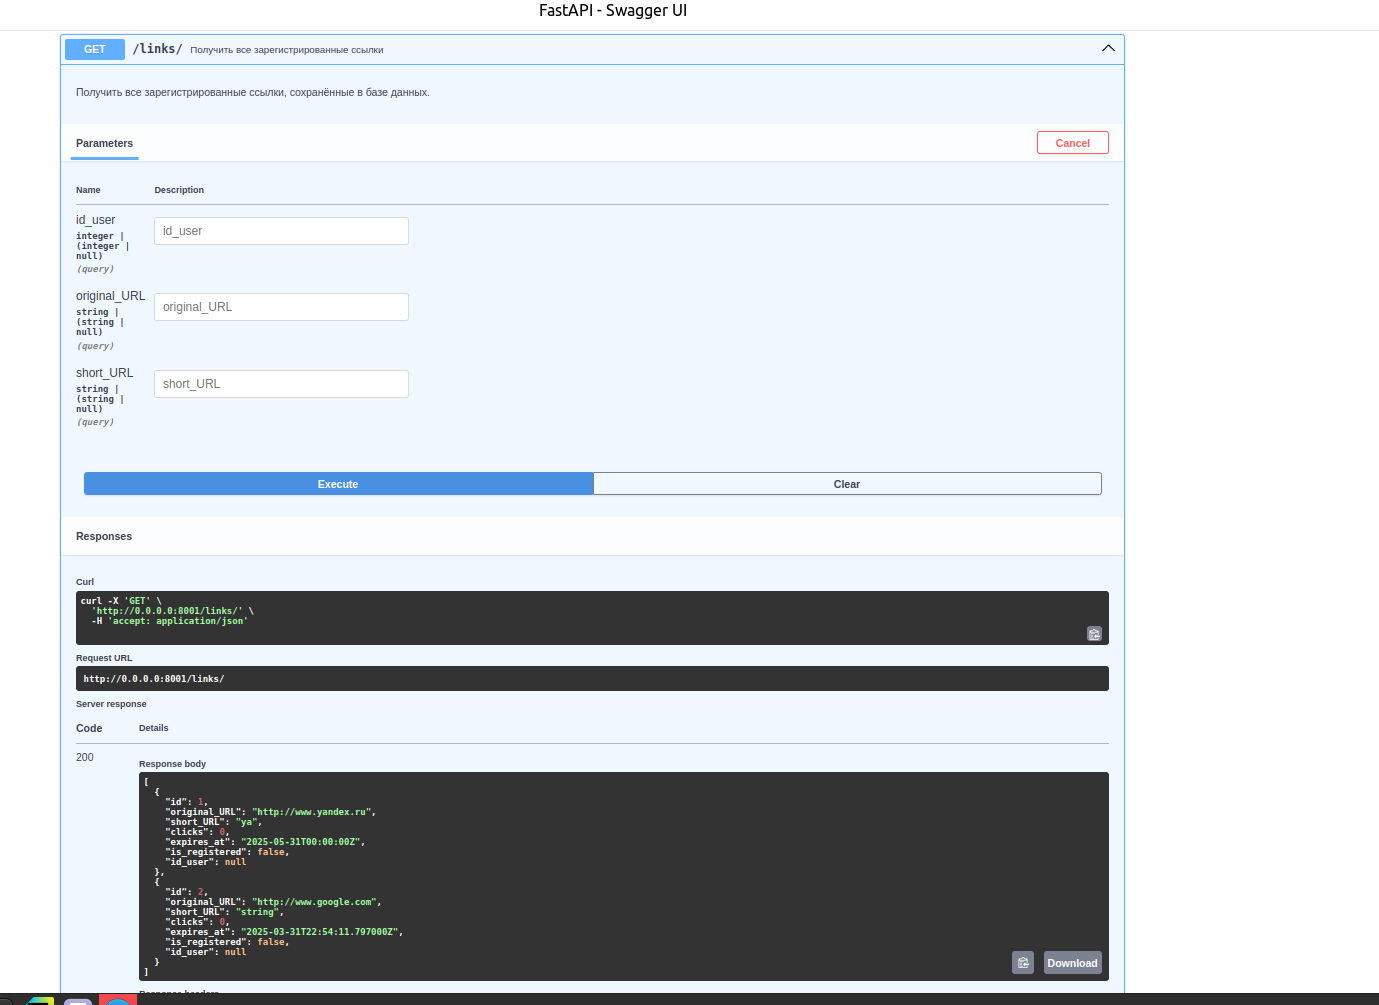 FastAPI - Swagger UI
GET /links/ Получить все зарегистрированные ссылки
Получить все зарегистрированные ссылки, сохранённые в базе данных.
Parameters
Cancel
Name Description
id_user
integer |
(integer |
null)
(query)
id_user
original_URL
string |
(string |
null)
(query)
original_URL
short_URL
string |
(string |
null)
(query)
short_URL
Execute
Clear
Responses
Curl
curl -X 'GET' \
'http://0.0.0.0:8001/links/' \
-H 'accept: application/json'
Request URL
http://0.0.0.0:8001/links/
Server response
Code Details
200
Response body
[
{
"id": 1,
"original_URL": "http://www.yandex.ru",
"short_URL": "ya",
"clicks": 0,
"expires_at": "2025-05-31T00:00:00Z",
"is_registered": false,
"id_user": null
},
{
"id": 2,
"original_URL": "http://www.google.com",
"short_URL": "string",
"clicks": 0,
"expires_at": "2025-03-31T22:54:11.797000Z",
"is_registered": false,
"id_user": null
}
]
Download
Response headers